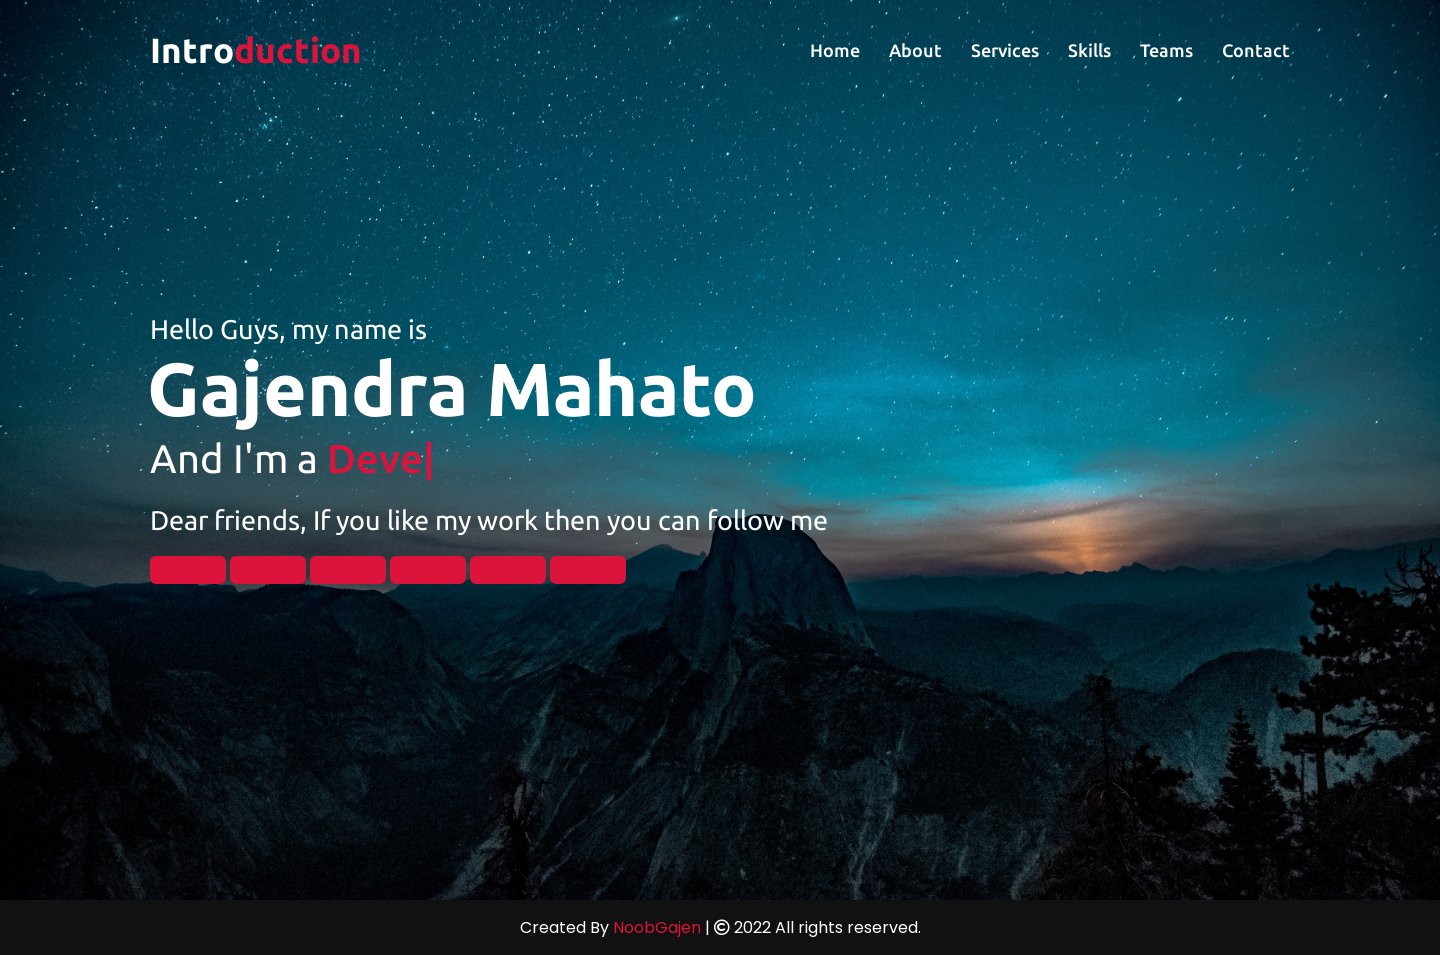 Introduction
Home About Services Skills Teams Contact
Hello Guys, my name is
Gajendra Mahato
And I'm a Deve|
Dear friends, If you like my work then you can follow me
Created By NoobGajen | © 2022 All rights reserved.